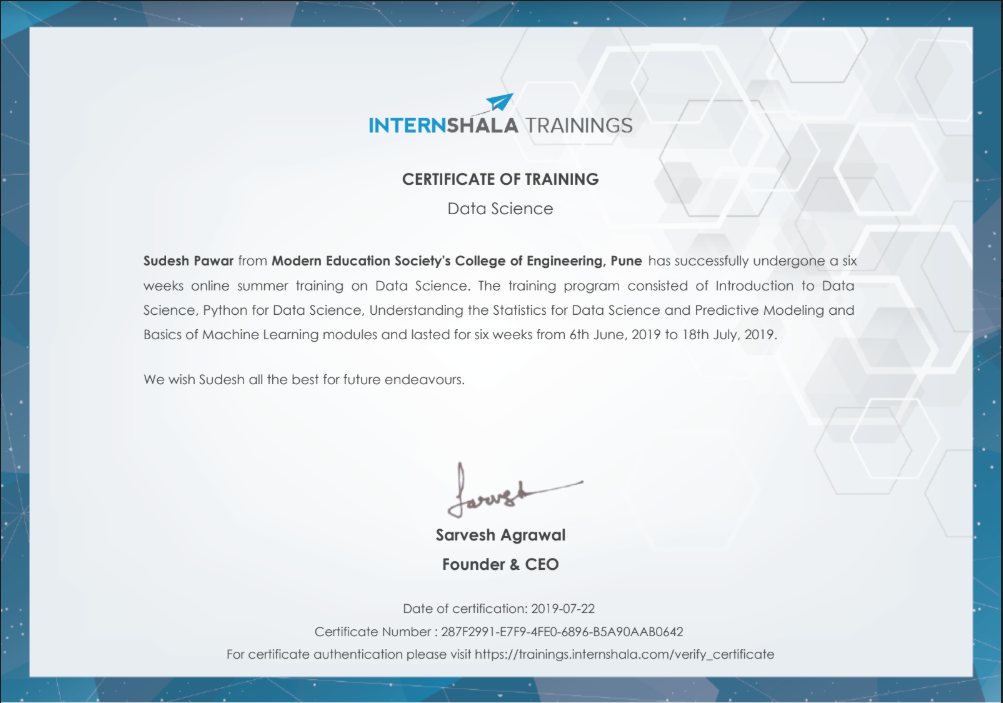 INTERNSHALA TRAININGS
CERTIFICATE OF TRAINING
Data Science
Sudesh Pawar from Modern Education Society's College of Engineering, Pune has successfully undergone a six
weeks online summer training on Data Science. The training program consisted of Introduction to Data
Science, Python for Data Science, Understanding the Statistics for Data Science and Predictive Modeling and
Basics of Machine Learning modules and lasted for six weeks from 6th June, 2019 to 18th July, 2019.
We wish Sudesh all the best for future endeavours.
Sarvesh
Sarvesh Agrawal
Founder & CEO
Date of certification: 2019-07-22
Certificate Number : 287F2991-E7F9-4FE0-6896-B5A90AAB0642
For certificate authentication please visit https://trainings.internshala.com/verify_certificate